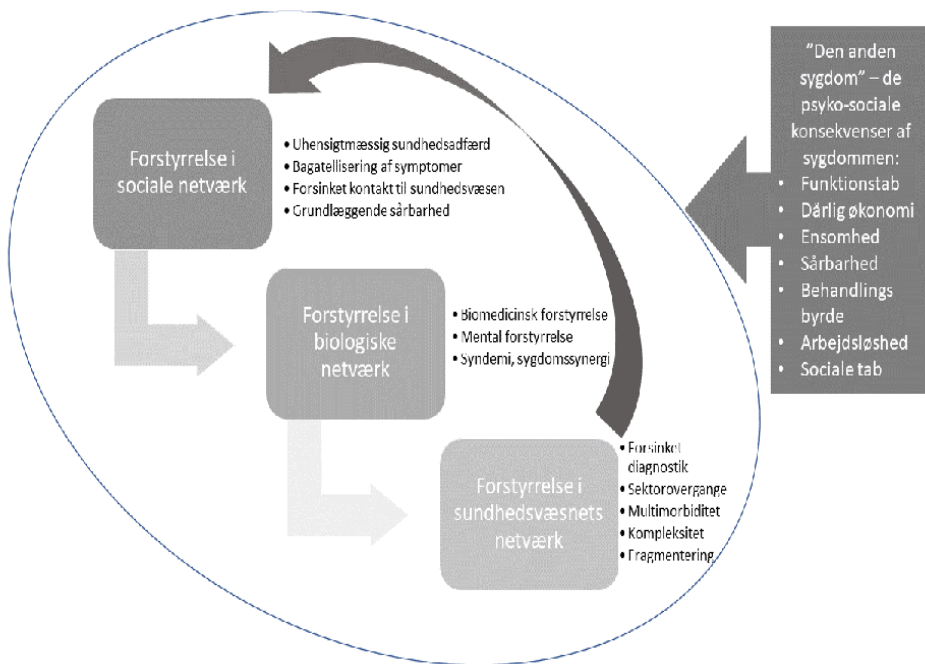 Forstyrrelse i
sociale netværk
• Uhensigtmæssig sundhedsadfærd
• Bagatellisering af symptomer
• Forsinket kontakt til sundhedsvæsen
• Grundlæggende sårbarhed
Forstyrrelse i
biologiske
netværk
• Biomedicinsk forstyrrelse
• Mental forstyrrelse
• Syndemi, sygdomssynergi
Forstyrrelse i
sundhedsvæsnets
netværk
• Forsinket
diagnostik
• Sektorovergange
• Multimorbiditet
• Kompleksitet
• Fragmentering
”Den anden
sygdom” – de
psyko-sociale
konsekvenser af
sygdommen:
• Funktionstab
• Dårlig økonomi
• Ensomhed
• Sårbarhed
• Behandlings
byrde
• Arbejdsløshed
• Sociale tab